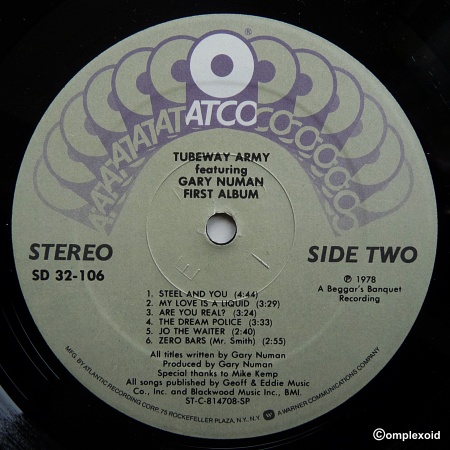 ®
ATCO
TUBEWAY ARMY
featuring
GARY NUMAN
FIRST ALBUM
STEREO
SIDE TWO
SD 32-106
℗ 1978
A Beggar's Banquet
Recording
1. STEEL AND YOU (4:44)
2. MY LOVE IS A LIQUID (3:29)
3. ARE YOU REAL? (3:24)
4. THE DREAM POLICE (3:33)
5. JO THE WAITER (2:40)
6. ZERO BARS (Mr. Smith) (2:55)
All titles written by Gary Numan
Produced by Gary Numan
Special thanks to Mike Kemp
All songs published by Geoff & Eddie Music
Co., Inc. and Blackwood Music Inc., BMI.
ST-C-814708-SP
MFG. BY ATLANTIC RECORDING CORP. 75 ROCKEFELLER PLAZA, N.Y. N.Y. A WARNER COMMUNICATIONS COMPANY
©omplexoid